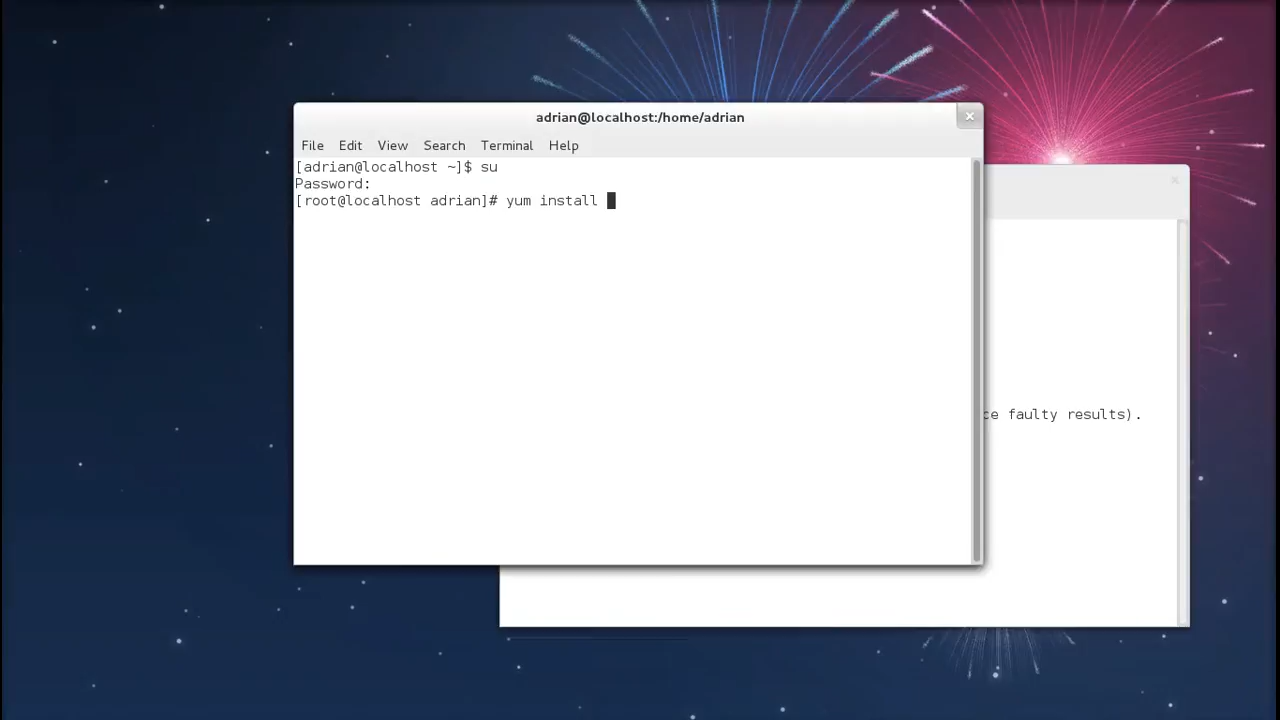 adrian@localhost:/home/adrian
File Edit View Search Terminal Help
[adrian@localhost ~]$ su
Password:
[root@localhost adrian]# yum install
ce faulty results).